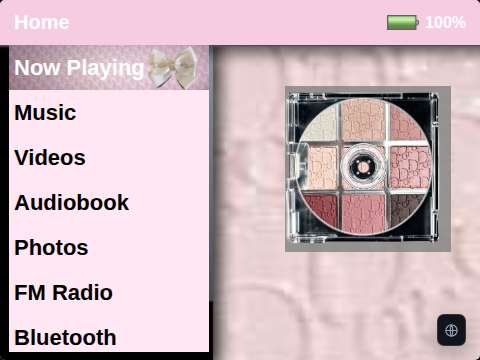 Home
100%
Now Playing
Music
Videos
Audiobook
Photos
FM Radio
Bluetooth